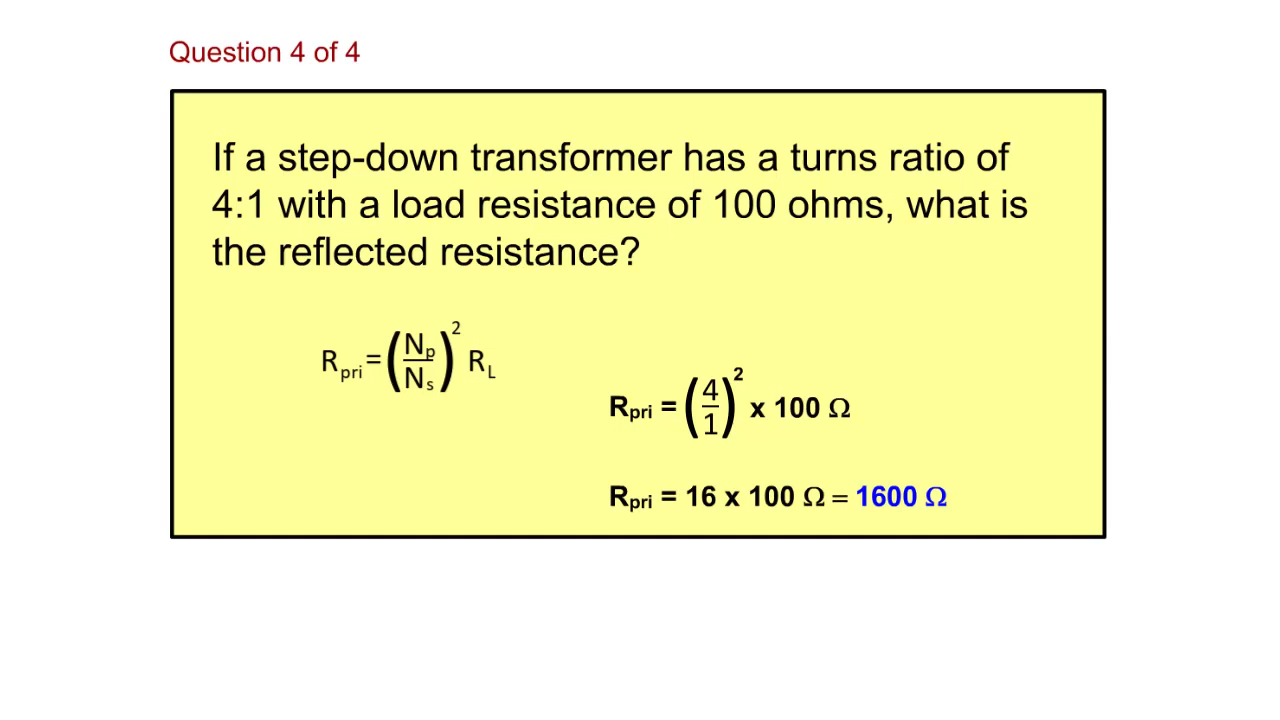 Question 4 of 4
If a step-down transformer has a turns ratio of
4:1 with a load resistance of 100 ohms, what is
the reflected resistance?
Rpri = (Np/Ns)² RL
Rpri = (4/1)² x 100 Ω
Rpri = 16 x 100 Ω = 1600 Ω